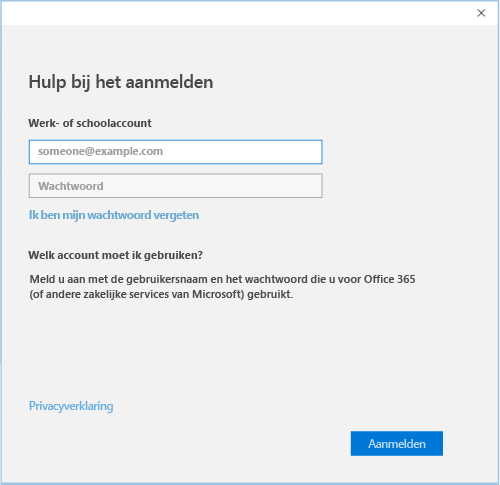 Hulp bij het aanmelden
Werk- of schoolaccount
someone@example.com
Wachtwoord
Ik ben mijn wachtwoord vergeten
Welk account moet ik gebruiken?
Meld u aan met de gebruikersnaam en het wachtwoord die u voor Office 365
(of andere zakelijke services van Microsoft) gebruikt.
Privacyverklaring
Aanmelden